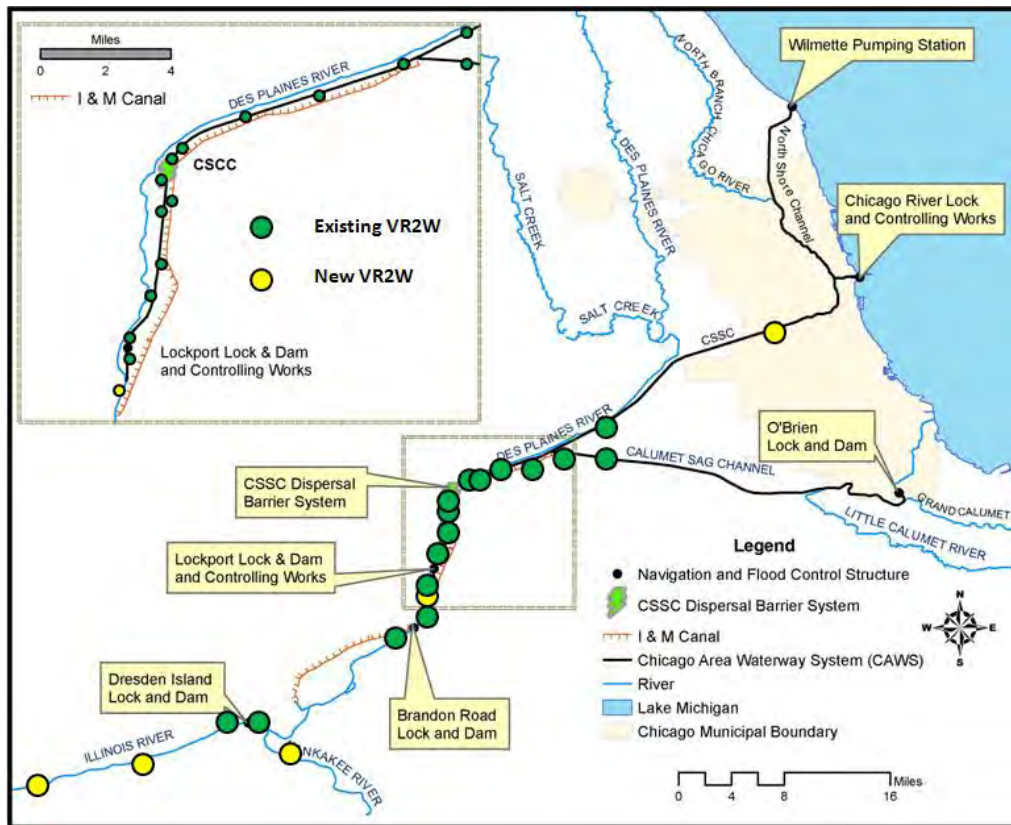 Miles
0 2 4
I & M Canal
DES PLAINES RIVER
CSCC
Existing VR2W
New VR2W
Lockport Lock & Dam
and Controlling Works
Wilmette Pumping Station
NORTH BRANCH CHICAGO RIVER
North Shore Channel
Chicago River Lock
and Controlling Works
SALT CREEK
DES PLAINES RIVER
SALT CREEK
CSSC
DES PLAINES RIVER
O'Brien
Lock and Dam
CALUMET SAG CHANNEL
GRAND CALUMET
LITTLE CALUMET RIVER
CSSC Dispersal
Barrier System
Lockport Lock & Dam
and Controlling Works
Dresden Island
Lock and Dam
Brandon Road
Lock and Dam
ILLINOIS RIVER
NKAKEE RIVER
Legend
Navigation and Flood Control Structure
CSSC Dispersal Barrier System
I & M Canal
Chicago Area Waterway System (CAWS)
River
Lake Michigan
Chicago Municipal Boundary
N
W E
S
Miles
0 4 8 16